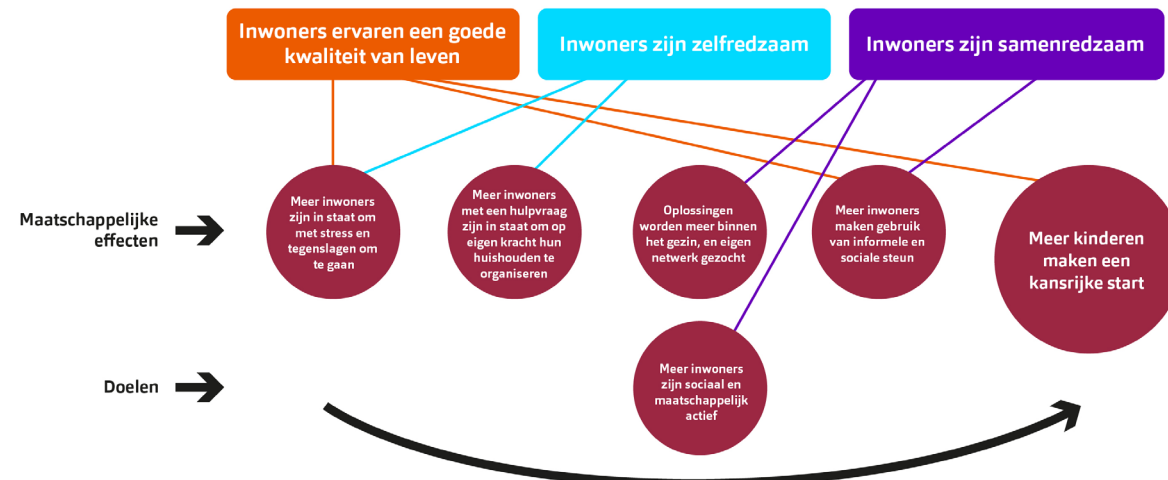 Inwoners ervaren een goede
kwaliteit van leven
Inwoners zijn zelfredzaam
Inwoners zijn samenredzaam
Maatschappelijke
effecten
Meer inwoners
zijn in staat om
met stress en
tegenslagen om
te gaan
Meer inwoners
met een hulpvraag
zijn in staat om op
eigen kracht hun
huishouden te
organiseren
Oplossingen
worden meer binnen
het gezin, en eigen
netwerk gezocht
Meer inwoners
maken gebruik
van informele en
sociale steun
Meer kinderen
maken een
kansrijke start
Doelen
Meer inwoners
zijn sociaal en
maatschappelijk
actief